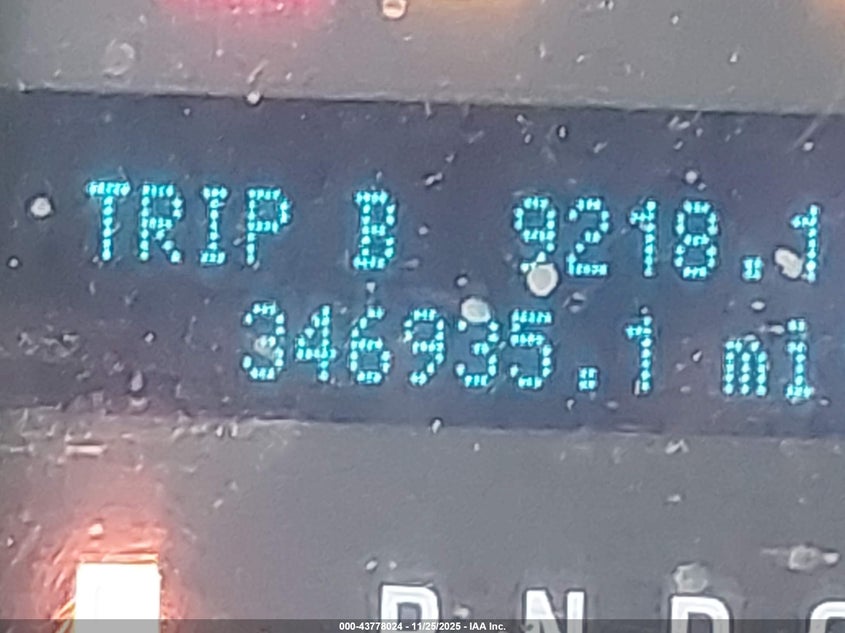 TRIP B 9218.1
346935.1 mi
R N D
000-43778024 - 11/25/2025 - IAA Inc.